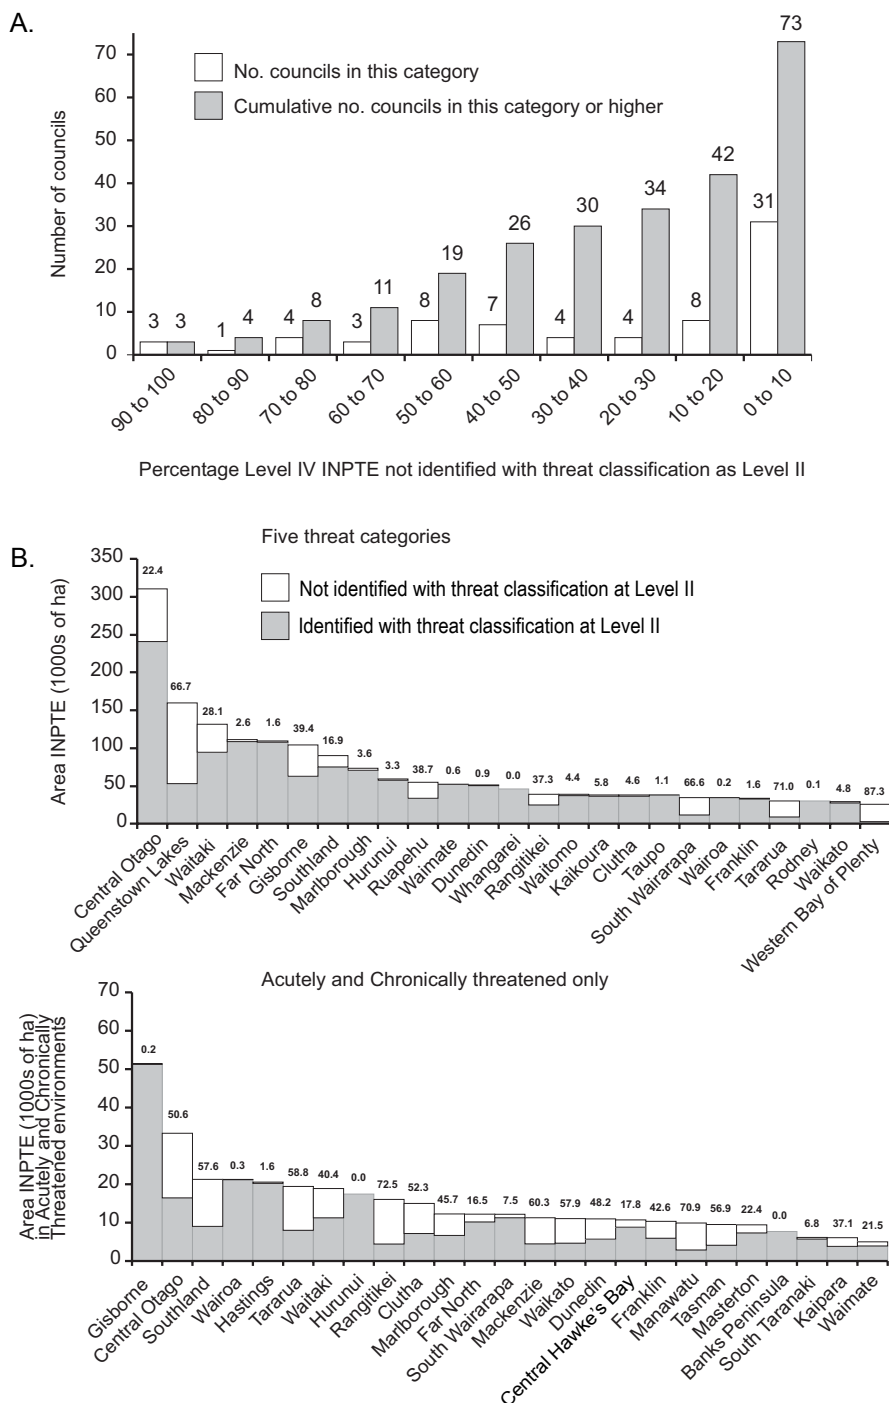 A.
73
70
No. councils in this category
60
Cumulative no. councils in this category or higher
50
42
40
34
30
31
26
30
19
20
11
8
8
7
8
10
3 3
1
4
4
3
4
4
0
Number of councils
90 to 100
80 to 90
70 to 80
60 to 70
50 to 60
40 to 50
30 to 40
20 to 30
10 to 20
0 to 10
Percentage Level IV INPTE not identified with threat classification as Level II
B.
Five threat categories
Not identified with threat classification at Level II
Identified with threat classification at Level II
Area INPTE (1000s of ha)
350
300
250
200
150
100
50
0
22.4
66.7
28.1
2.6
1.6
39.4
16.9
3.6
3.3
38.7
0.6
0.9
0.0
37.3
4.4
5.8
4.6
1.1
66.6
0.2
1.6
71.0
0.1
4.8
87.3
Central Otago
Queenstown Lakes
Waitaki
Mackenzie
Far North
Gisborne
Southland
Marlborough
Hurunui
Ruapehu
Waimate
Dunedin
Whangarei
Rangitikei
Waitomo
Kaikoura
Clutha
Taupo
South Wairarapa
Wairoa
Franklin
Tararua
Rodney
Waikato
Western Bay of Plenty
Acutely and Chronically threatened only
Area INPTE (1000s of ha)
in Acutely and Chronically
Threatened environments
70
60
50
40
30
20
10
0
0.2
50.6
57.6
0.3
1.6
58.8
40.4
0.0
72.5
52.3
45.7
16.5
7.5
60.3
57.9
48.2
17.8
42.6
70.9
56.9
22.4
0.0
6.8
37.1
21.5
Gisborne
Central Otago
Southland
Wairoa
Hastings
Tararua
Waitaki
Hurunui
Rangitikei
Clutha
Marlborough
Far North
South Wairarapa
Mackenzie
Waikato
Dunedin
Central Hawke's Bay
Franklin
Manawatu
Tasman
Masterton
Banks Peninsula
South Taranaki
Kaipara
Waimate